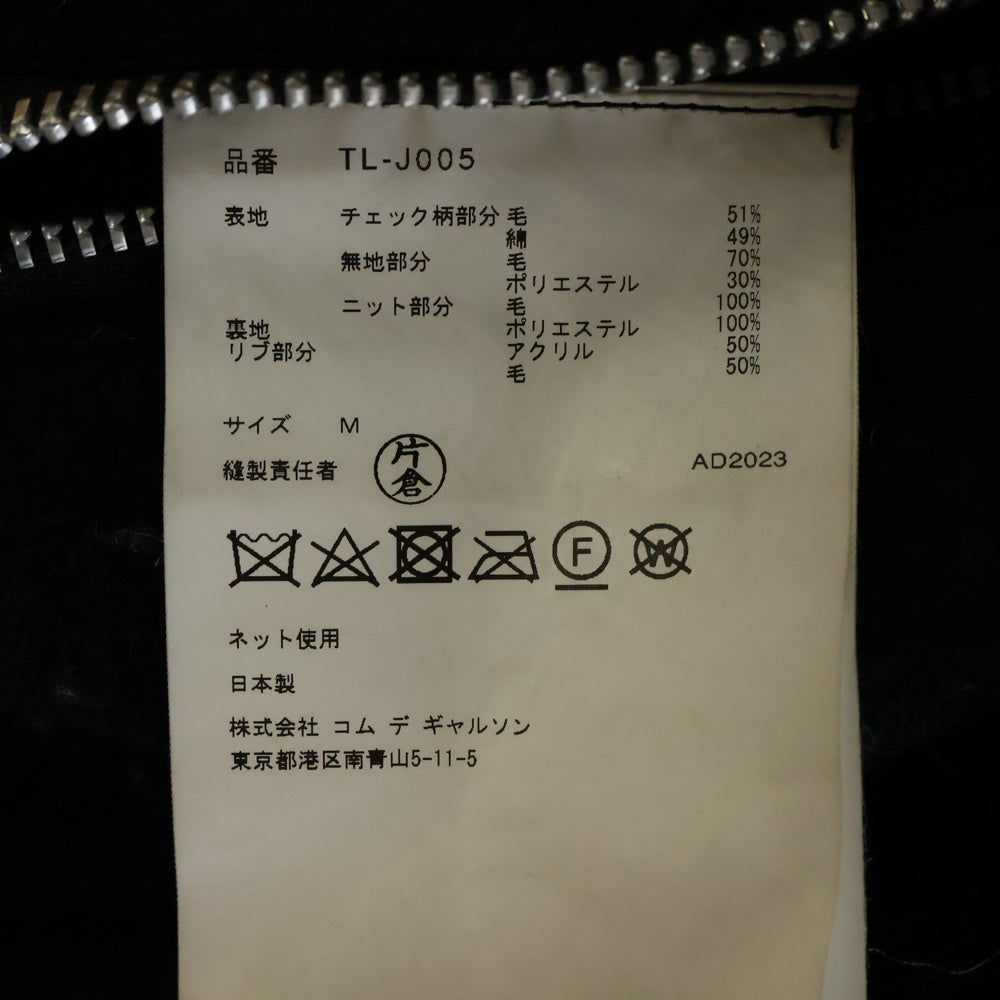 品番 TL-J005
表地 チェック柄部分 毛 51%
綿 49%
無地部分 毛 70%
ポリエステル 30%
ニット部分 毛 100%
裏地 ポリエステル 100%
リブ部分 アクリル 50%
毛 50%
サイズ M
縫製責任者 片倉 AD2023
F W
ネット使用
日本製
株式会社 コム デ ギャルソン
東京都港区南青山5-11-5